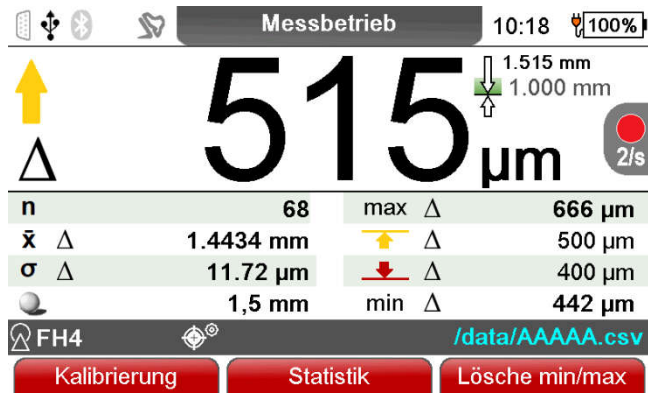 Messbetrieb 10:18 100%
1.515 mm
1.000 mm
Δ 515 µm
2/s
n 68 max Δ 666 µm
x̄ Δ 1.4434 mm Δ 500 µm
σ Δ 11.72 µm Δ 400 µm
1,5 mm min Δ 442 µm
FH4 /data/AAAAA.csv
Kalibrierung Statistik Lösche min/max